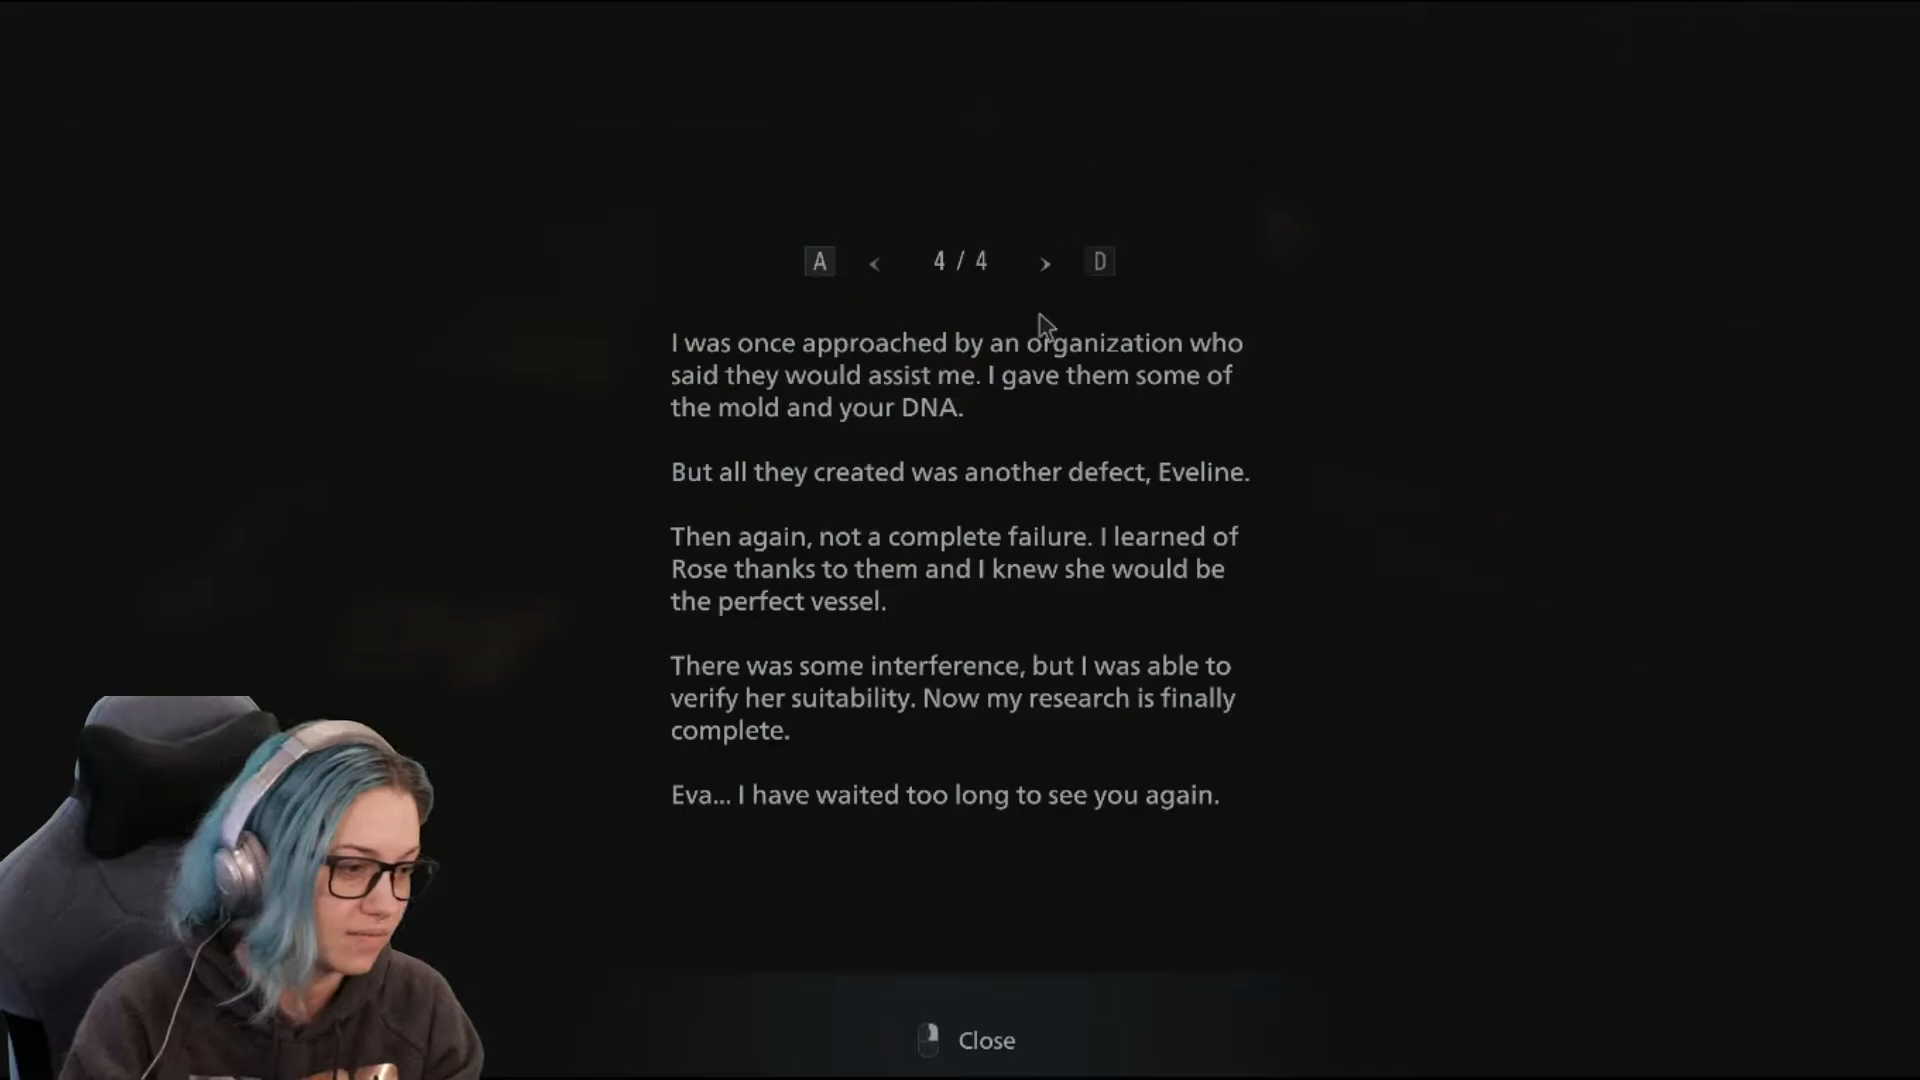 A < 4 / 4 > D
I was once approached by an organization who
said they would assist me. I gave them some of
the mold and your DNA.
But all they created was another defect, Eveline.
Then again, not a complete failure. I learned of
Rose thanks to them and I knew she would be
the perfect vessel.
There was some interference, but I was able to
verify her suitability. Now my research is finally
complete.
Eva... I have waited too long to see you again.
Close